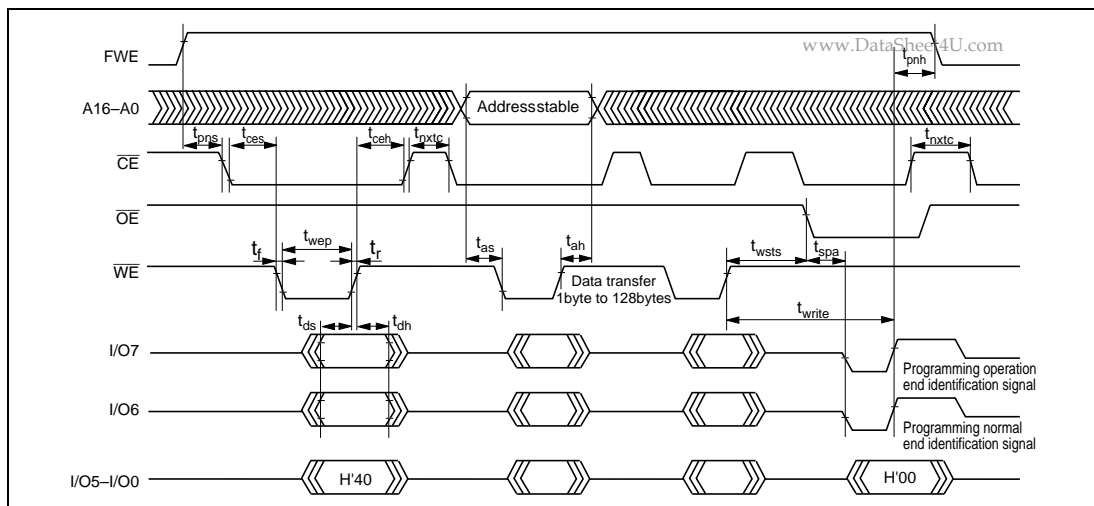 www.DataSheet4U.com
FWE
tpnh
A16–A0
Addressstable
tpns
tces
tceh
tnxtc
tnxtc
CE
OE
twep
tf
tr
tas
tah
twsts
tspa
WE
Data transfer
1byte to 128bytes
twrite
tds
tdh
I/O7
Programming operation
end identification signal
I/O6
Programming normal
end identification signal
I/O5–I/O0
H'40
H'00